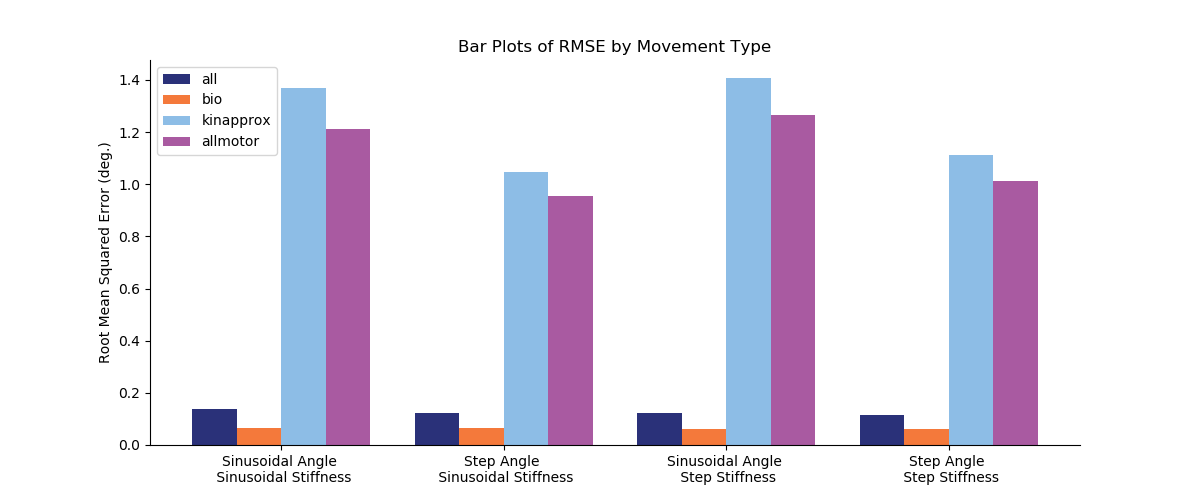 Bar Plots of RMSE by Movement Type
all
bio
kinapprox
allmotor
Root Mean Squared Error (deg.)
1.4
1.2
1.0
0.8
0.6
0.4
0.2
0.0
Sinusoidal Angle
Sinusoidal Stiffness
Step Angle
Sinusoidal Stiffness
Sinusoidal Angle
Step Stiffness
Step Angle
Step Stiffness